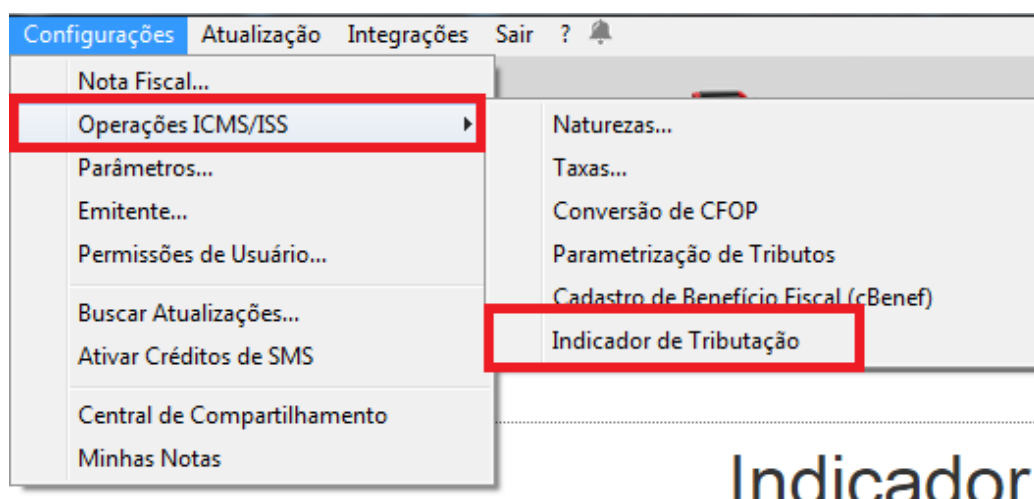 Configurações Atualização Integrações Sair ?
Nota Fiscal...
Operações ICMS/ISS
Parâmetros...
Emitente...
Permissões de Usuário...
Buscar Atualizações...
Ativar Créditos de SMS
Central de Compartilhamento
Minhas Notas
Naturezas...
Taxas...
Conversão de CFOP
Parametrização de Tributos
Cadastro de Benefício Fiscal (cBenef)
Indicador de Tributação
Indicador